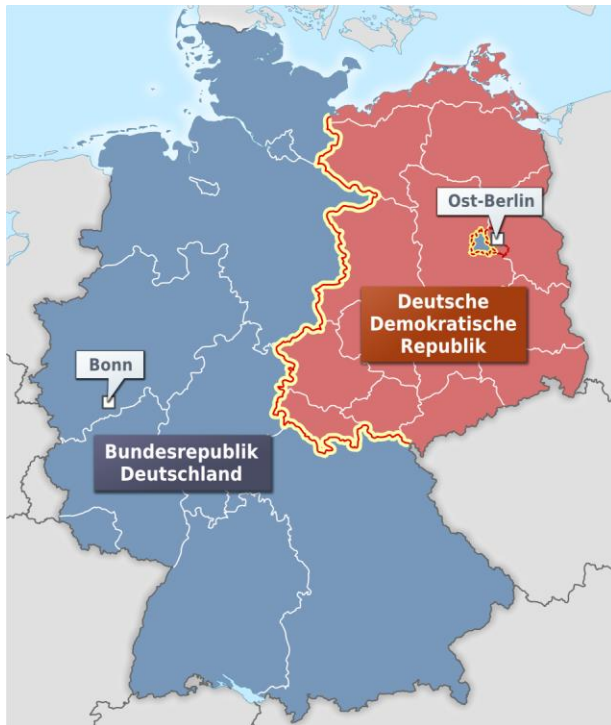 Ost-Berlin
Deutsche
Demokratische
Republik
Bonn
Bundesrepublik
Deutschland